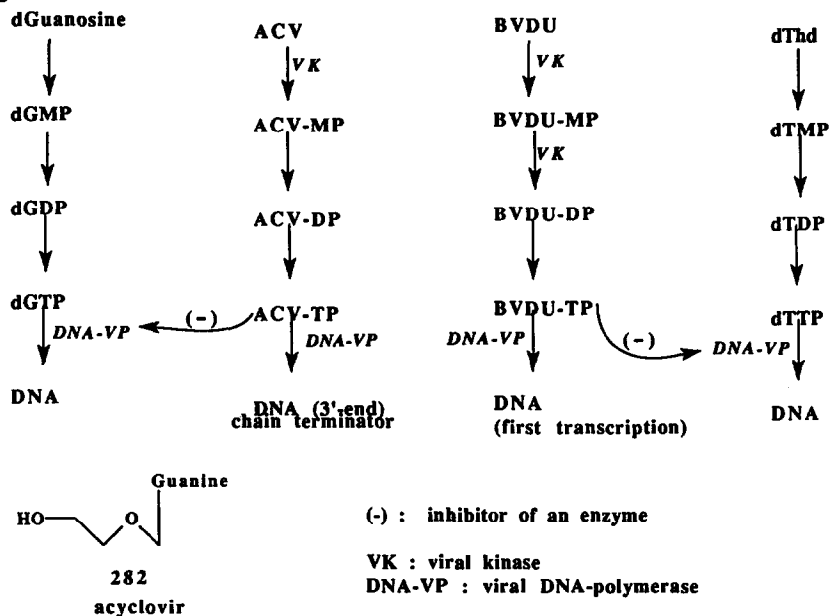 dGuanosine ACV BVDU dThd
VK VK
dGMP ACV-MP BVDU-MP dTMP
VK
dGDP ACV-DP BVDU-DP dTDP
dGTP (-) ACV-TP BVDU-TP (-) dTTP
DNA-VP DNA-VP DNA-VP DNA-VP
DNA DNA (3'-end) DNA DNA
chain terminator (first transcription)
Guanine
HO O (-) : inhibitor of an enzyme
282 VK : viral kinase
acyclovir DNA-VP : viral DNA-polymerase